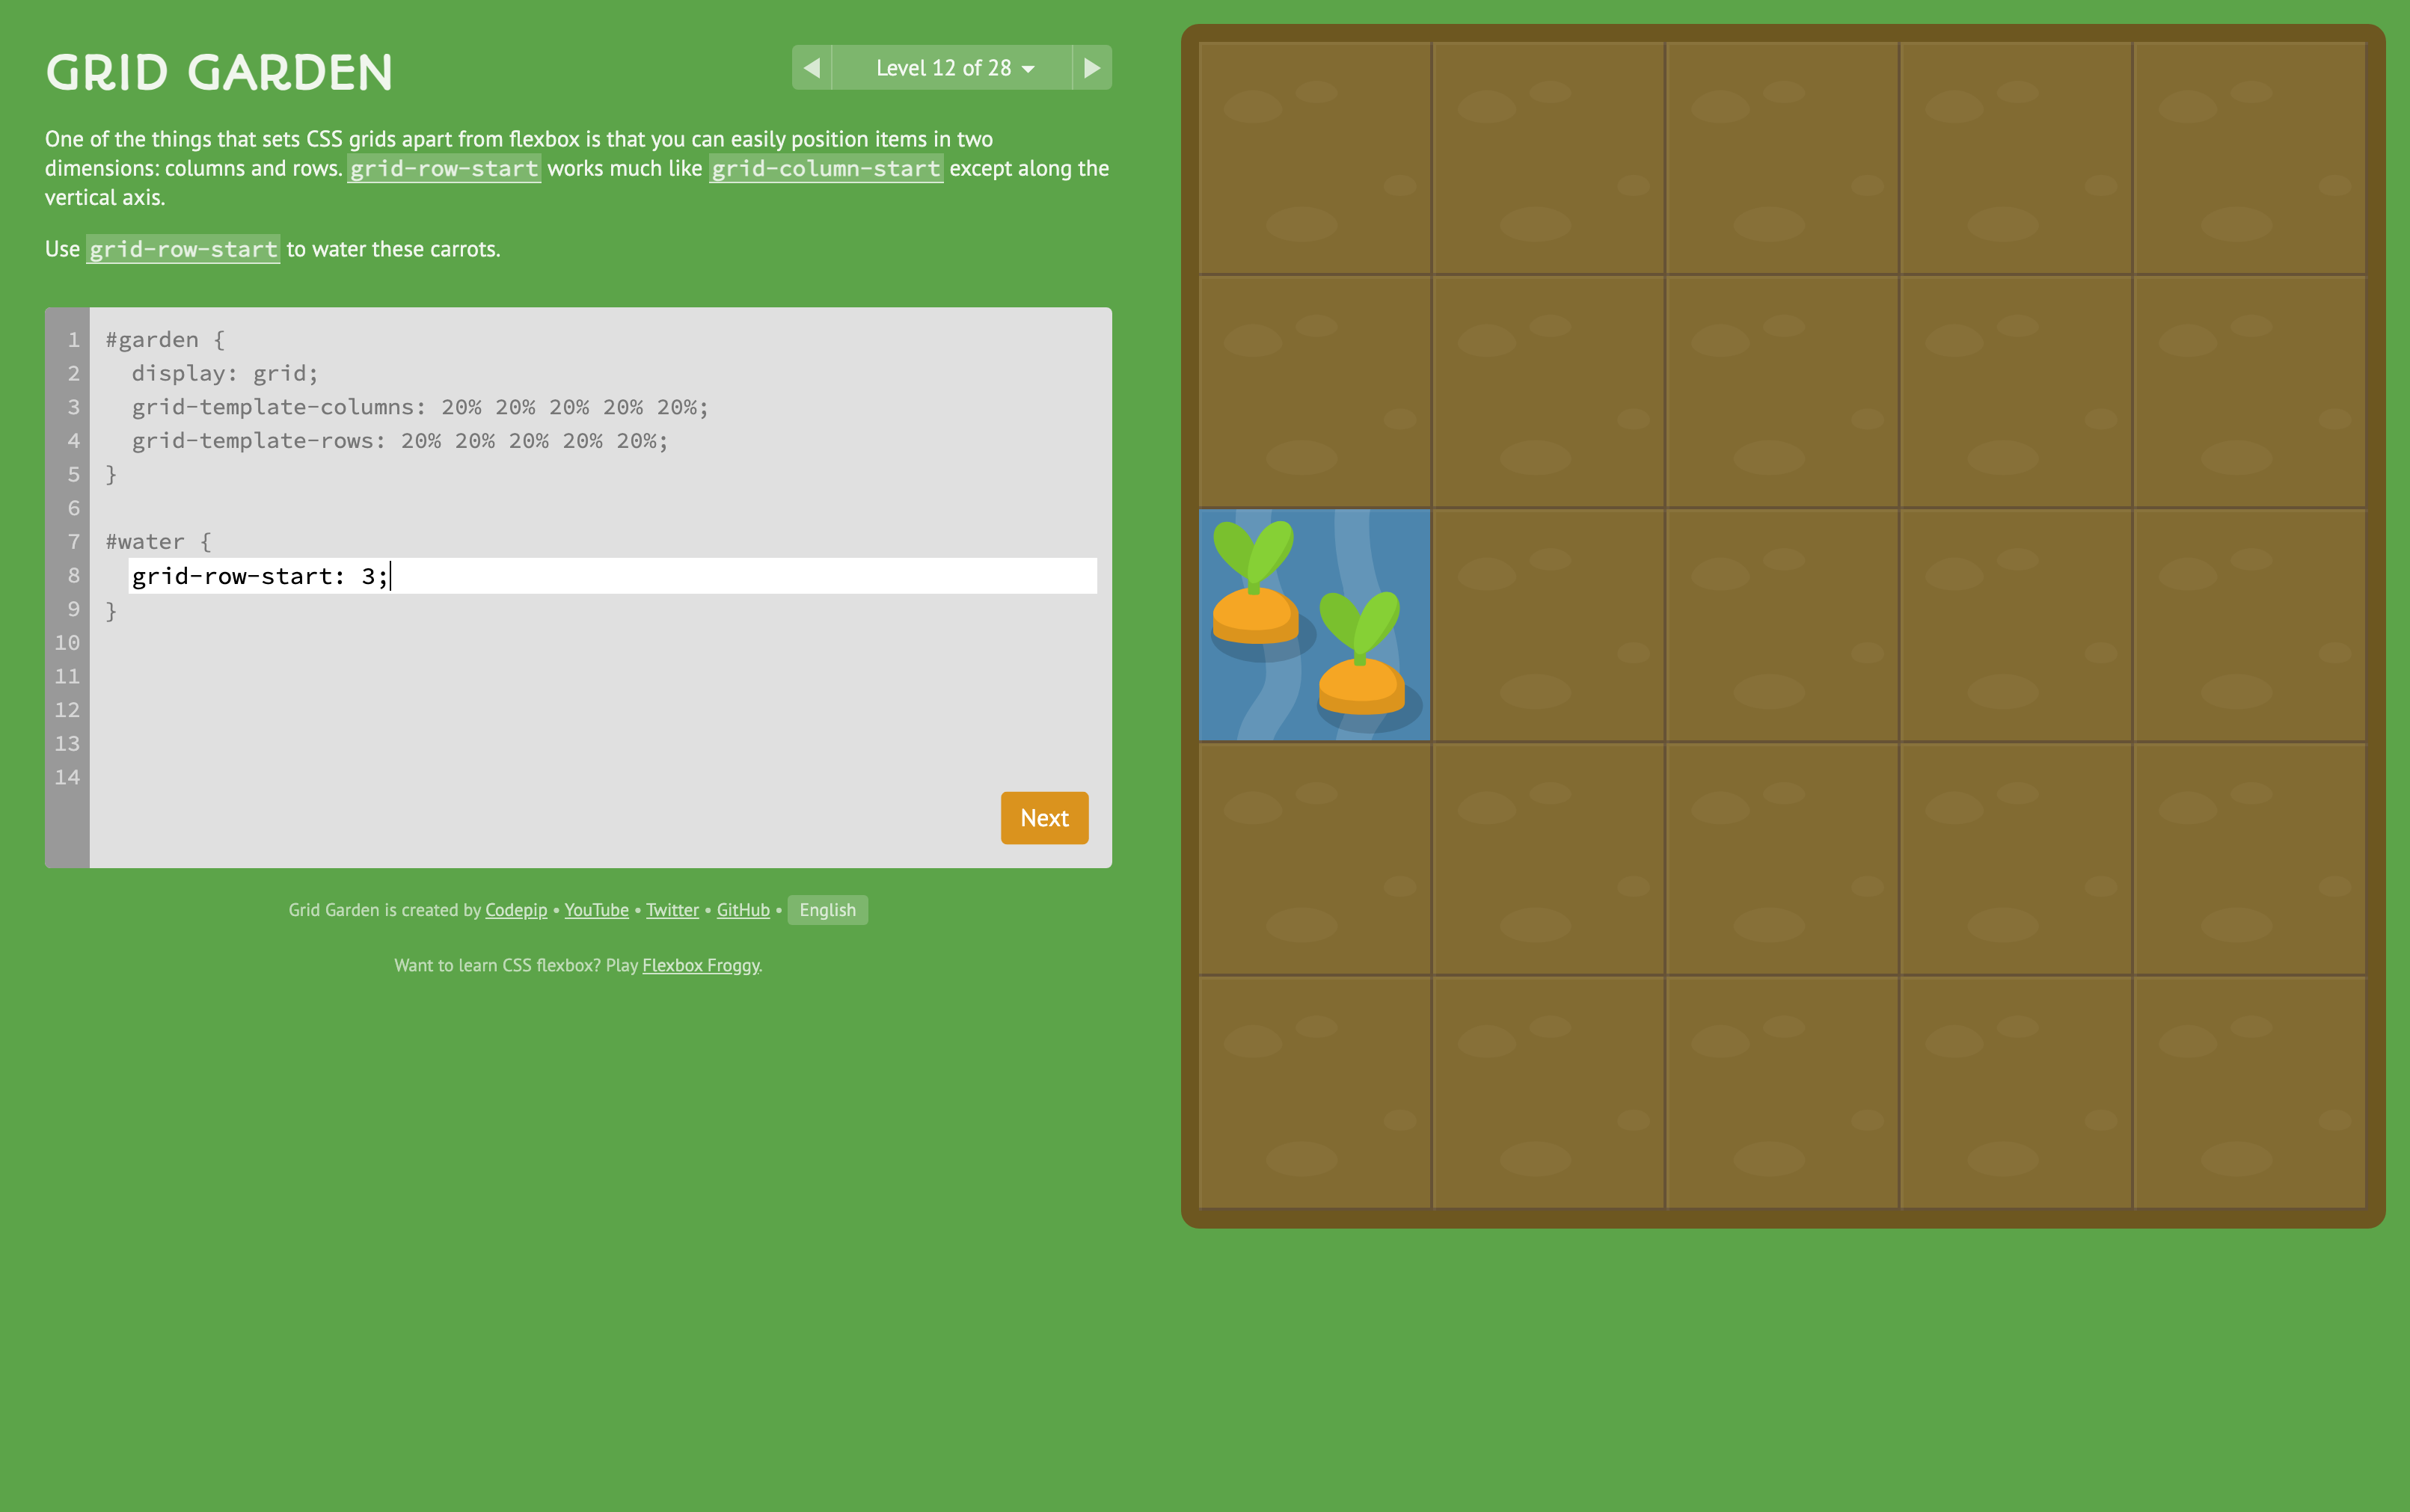 GRID GARDEN
Level 12 of 28
One of the things that sets CSS grids apart from flexbox is that you can easily position items in two
dimensions: columns and rows. grid-row-start works much like grid-column-start except along the
vertical axis.
Use grid-row-start to water these carrots.
1 #garden {
2 display: grid;
3 grid-template-columns: 20% 20% 20% 20% 20%;
4 grid-template-rows: 20% 20% 20% 20% 20%;
5 }
6
7 #water {
8 grid-row-start: 3;
9 }
10
11
12
13
14
Next
Grid Garden is created by Codepip • YouTube • Twitter • GitHub • English
Want to learn CSS flexbox? Play Flexbox Froggy.